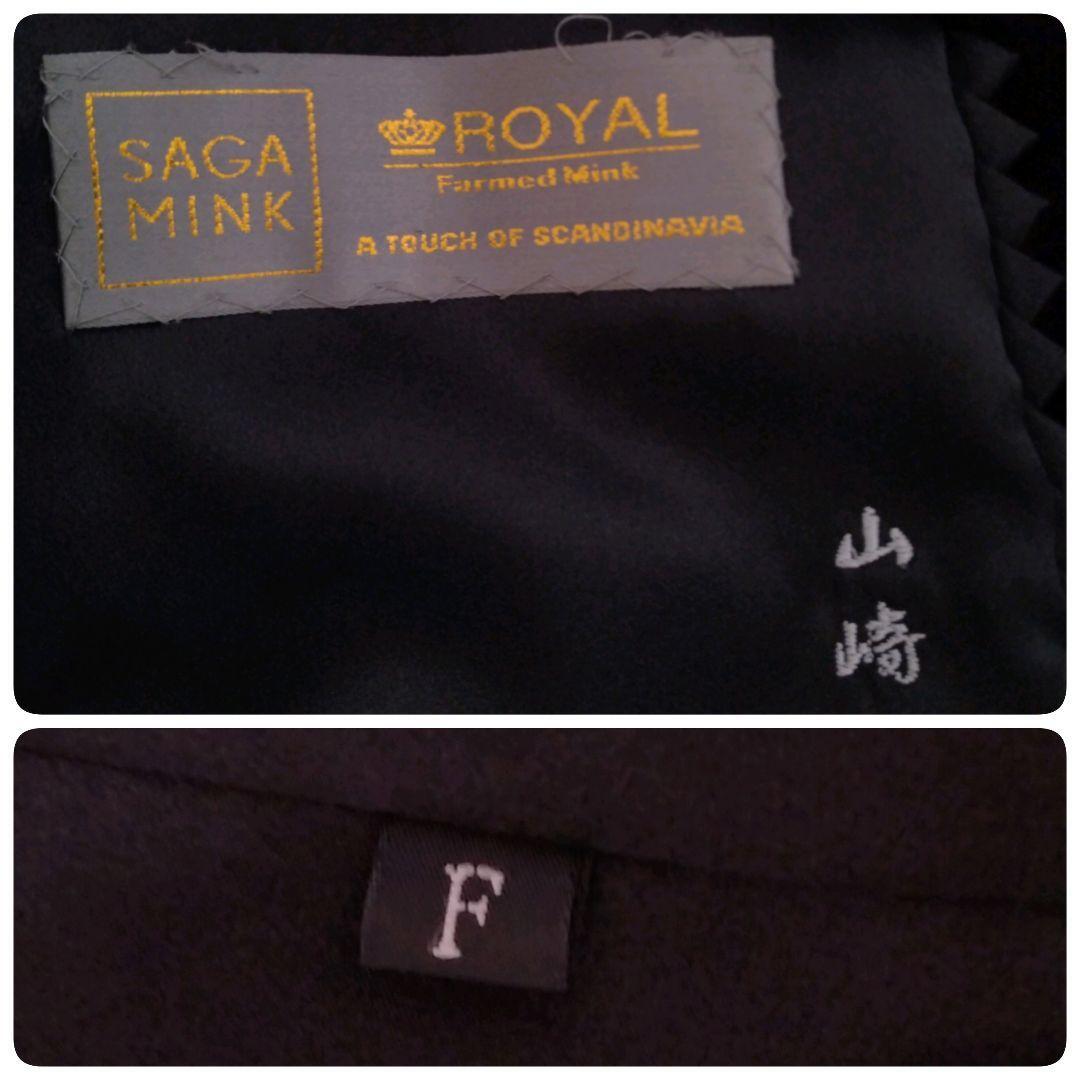 SAGA
MINK
ROYAL
Farmed Mink
A TOUCH OF SCANDINAVIA
山
崎
F